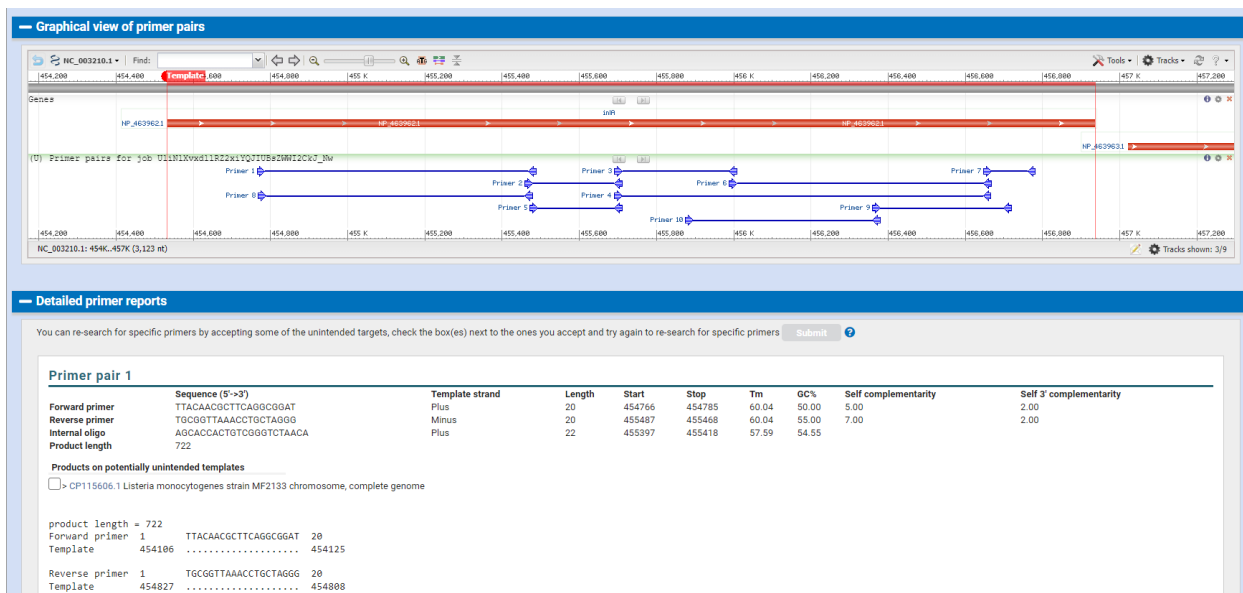 Graphical view of primer pairs
NC_003210.1 Find: Tools Tracks ?
454,200 454,400 Template ,600 454,800 455 K 455,200 455,400 455,600 455,800 456 K 456,200 456,400 456,600 456,800 457 K 457,200
Genes
inlA
NP_463962.1 NP_463962.1 NP_463962.1
NP_463963.1
(U) Primer pairs for job
Primer 1 Primer 3 Primer 7
Primer 2 Primer 6
Primer 8 Primer 4
Primer 5 Primer 9
Primer 10
454,200 454,400 454,600 454,800 455 K 455,200 455,400 455,600 455,800 456 K 456,200 456,400 456,600 456,800 457 K 457,200
NC_003210.1: 454K..457K (3,123 nt) Tracks shown: 3/9
Detailed primer reports
You can re-search for specific primers by accepting some of the unintended targets, check the box(es) next to the ones you accept and try again to re-search for specific primers Submit ?
Primer pair 1
Sequence (5'->3') Template strand Length Start Stop Tm GC% Self complementarity Self 3' complementarity
Forward primer TTACAACGCTTCAGGCGGAT Plus 20 454766 454785 60.04 50.00 5.00 2.00
Reverse primer TGCGGTTAAACCTGCTAGGG Minus 20 455487 455468 60.04 55.00 7.00 2.00
Internal oligo AGCACCACTGTCGGGTCTAACA Plus 22 455397 455418 57.59 54.55
Product length 722
Products on potentially unintended templates
> CP115606.1 Listeria monocytogenes strain MF2133 chromosome, complete genome
product length = 722
Forward primer 1 TTACAACGCTTCAGGCGGAT 20
Template 454106 .................... 454125
Reverse primer 1 TGCGGTTAAACCTGCTAGGG 20
Template 454827 .................... 454808